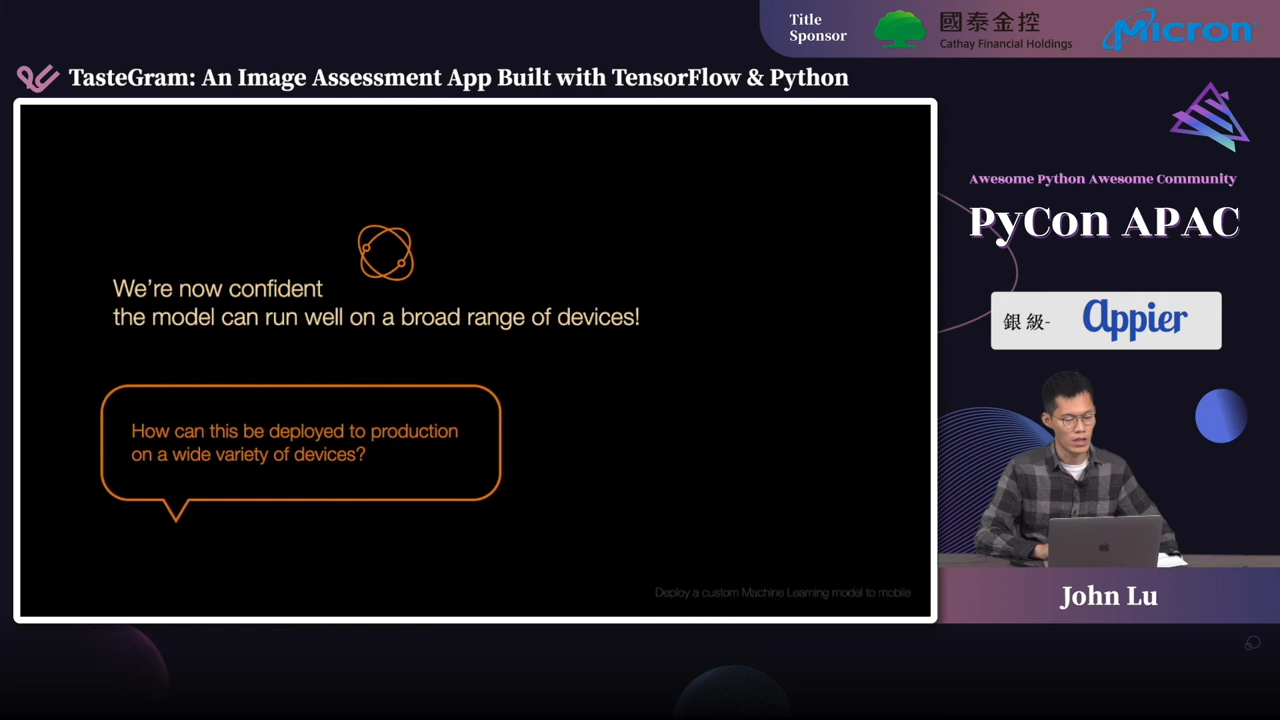 Title
Sponsor
國泰金控
Cathay Financial Holdings
Micron
TasteGram: An Image Assessment App Built with TensorFlow & Python
We're now confident
the model can run well on a broad range of devices!
How can this be deployed to production
on a wide variety of devices?
Deploy a custom Machine Learning model to mobile
Awesome Python Awesome Community
PyCon APAC
銀級-
Appier
John Lu